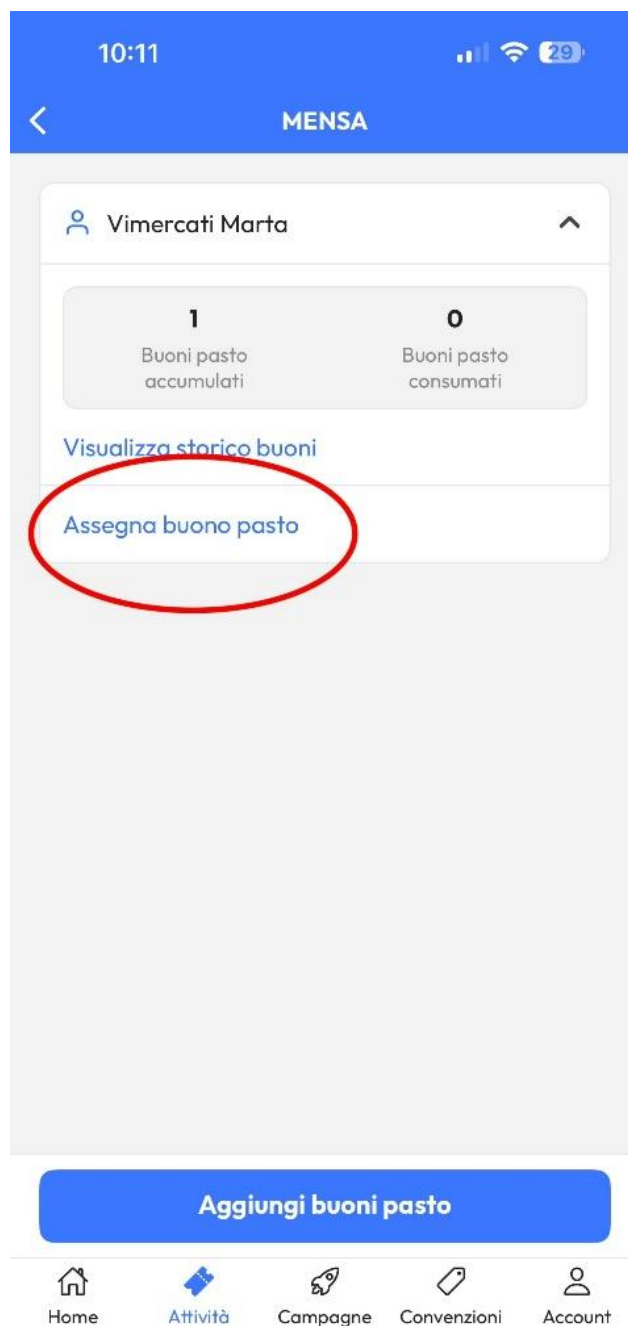 10:11
29
MENSA
Vimercati Marta
1
0
Buoni pasto
accumulati
Buoni pasto
consumati
Visualizza storico buoni
Assegna buono pasto
Aggiungi buoni pasto
Home
Attività
Campagne
Convenzioni
Account